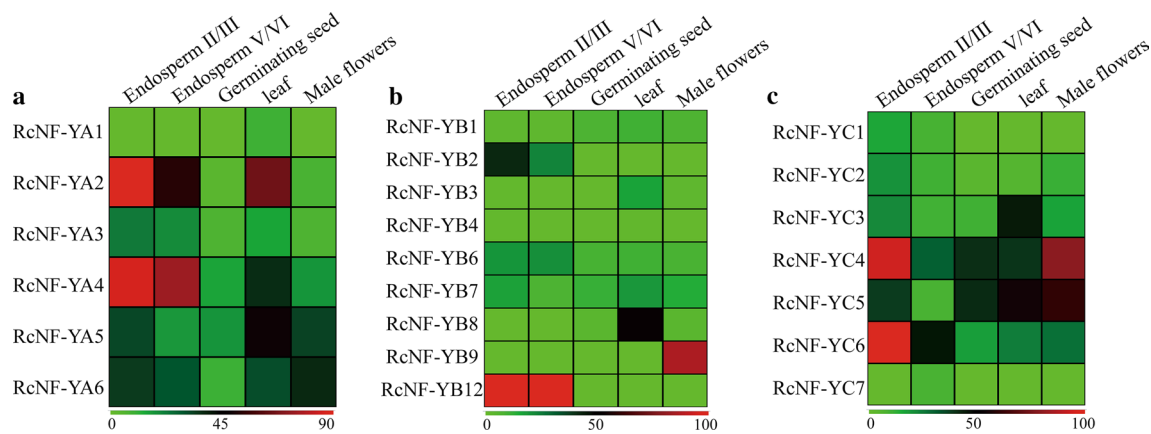 a
Endosperm II/III
Endosperm V/VI
Germinating seed
leaf
Male flowers
RcNF-YA1
RcNF-YA2
RcNF-YA3
RcNF-YA4
RcNF-YA5
RcNF-YA6
0 45 90
b
Endosperm II/III
Endosperm V/VI
Germinating seed
leaf
Male flowers
RcNF-YB1
RcNF-YB2
RcNF-YB3
RcNF-YB4
RcNF-YB6
RcNF-YB7
RcNF-YB8
RcNF-YB9
RcNF-YB12
0 50 100
c
Endosperm II/III
Endosperm V/VI
Germinating seed
leaf
Male flowers
RcNF-YC1
RcNF-YC2
RcNF-YC3
RcNF-YC4
RcNF-YC5
RcNF-YC6
RcNF-YC7
0 50 100